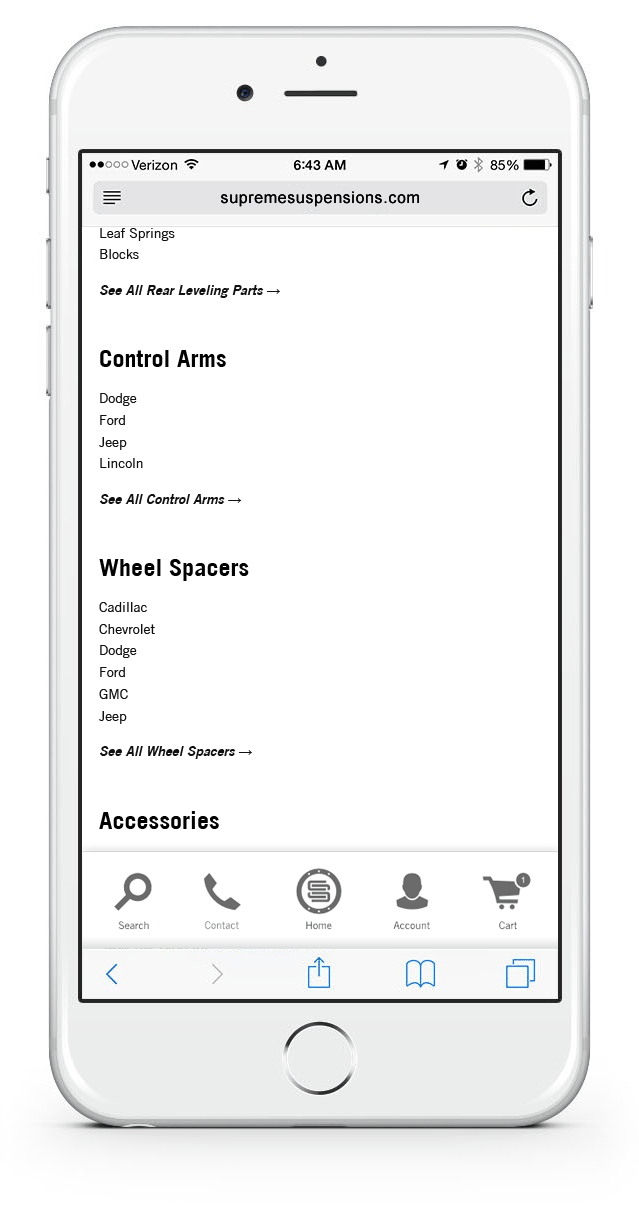 Verizon 6:43 AM 85%
supremesuspensions.com
Leaf Springs
Blocks
See All Rear Leveling Parts →
Control Arms
Dodge
Ford
Jeep
Lincoln
See All Control Arms →
Wheel Spacers
Cadillac
Chevrolet
Dodge
Ford
GMC
Jeep
See All Wheel Spacers →
Accessories
1
Search Contact Home Account Cart